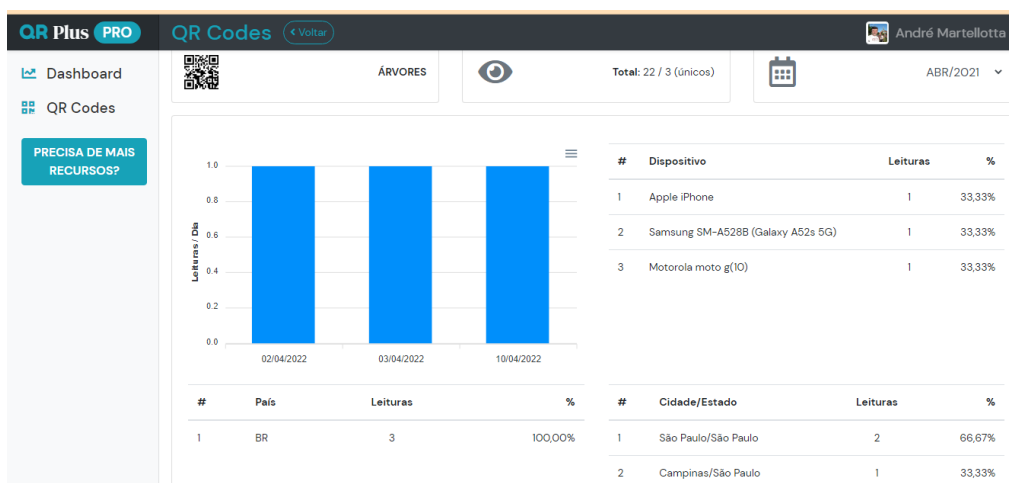 QR Plus PRO
QR Codes
< Voltar
André Martellotta
Dashboard
QR Codes
PRECISA DE MAIS
RECURSOS?
ÁRVORES
Total: 22 / 3 (únicos)
ABR/2021
Leituras / Dia
1.0
0.8
0.6
0.4
0.2
0.0
02/04/2022 03/04/2022 10/04/2022
# Dispositivo Leituras %
1 Apple iPhone 1 33,33%
2 Samsung SM-A528B (Galaxy A52s 5G) 1 33,33%
3 Motorola moto g(10) 1 33,33%
# País Leituras %
1 BR 3 100,00%
# Cidade/Estado Leituras %
1 São Paulo/São Paulo 2 66,67%
2 Campinas/São Paulo 1 33,33%